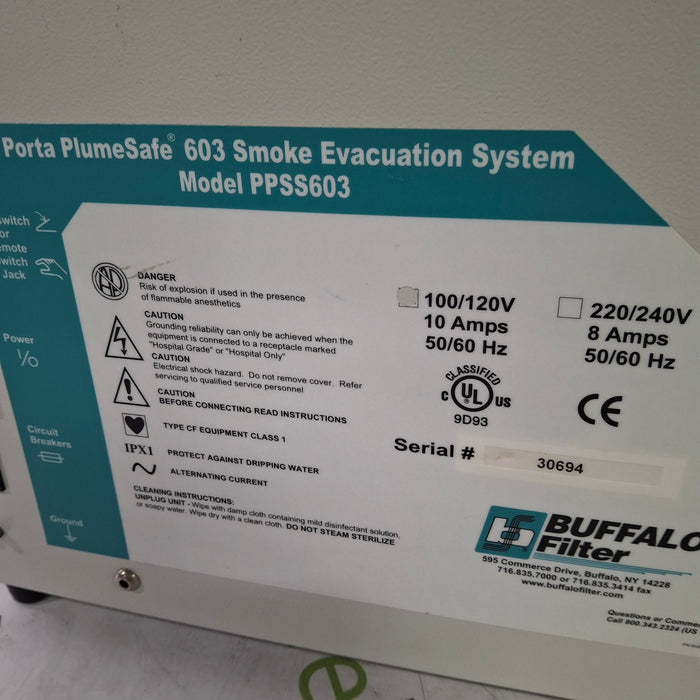 Porta PlumeSafe® 603 Smoke Evacuation System
Model PPSS603
switch
or
emote
witch
Jack
Power
Circuit
Breakers
Ground
DANGER
Risk of explosion if used in the presence
of flammable anesthetics
CAUTION
Grounding reliability can only be achieved when the
equipment is connected to a receptacle marked
"Hospital Grade" or "Hospital Only"
CAUTION
Electrical shock hazard. Do not remove cover. Refer
servicing to qualified service personnel
CAUTION
BEFORE CONNECTING READ INSTRUCTIONS
TYPE CF EQUIPMENT CLASS 1
IPX1 PROTECT AGAINST DRIPPING WATER
ALTERNATING CURRENT
CLEANING INSTRUCTIONS:
UNPLUG UNIT - Wipe with damp cloth containing mild disinfectant solution,
or soapy water. Wipe dry with a clean cloth. DO NOT STEAM STERILIZE
100/120V
10 Amps
50/60 Hz
220/240V
8 Amps
50/60 Hz
CLASSIFIED
C UL US
9D93
CE
Serial # 30694
BUFFALO
Filter
595 Commerce Drive, Buffalo, NY 14228
716.835.7000 or 716.835.3414 fax
www.buffalofilter.com
Questions or Comme
Call 800.343.2324 (US
e